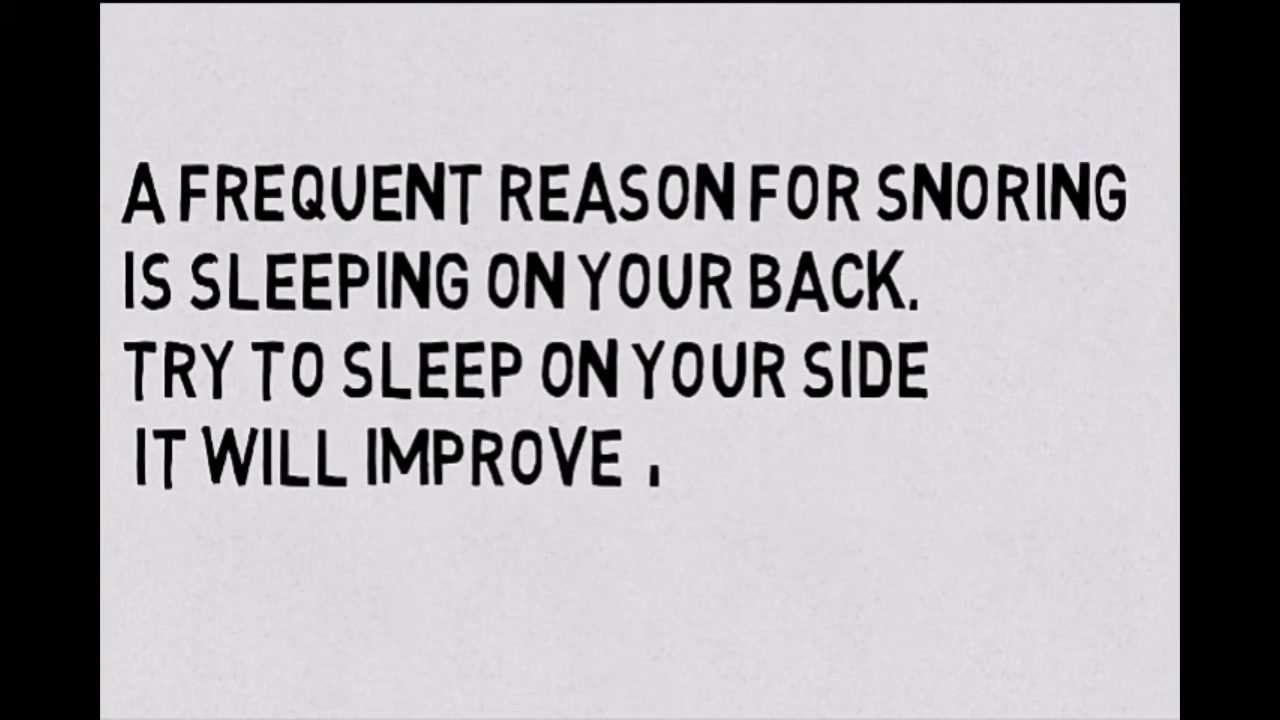 A FREQUENT REASON FOR SNORING
IS SLEEPING ON YOUR BACK.
TRY TO SLEEP ON YOUR SIDE
IT WILL IMPROVE .